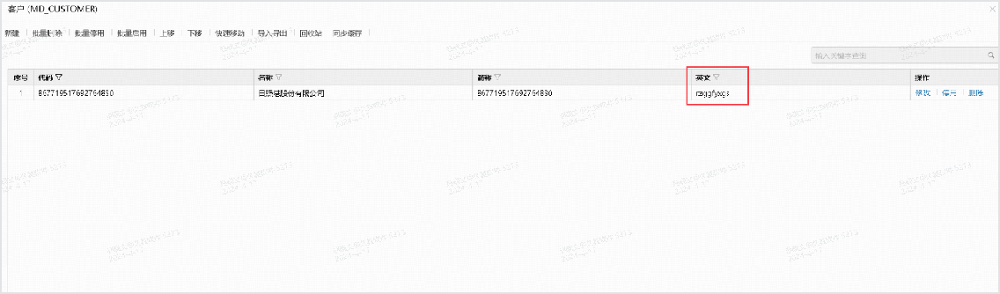 客户 (MD_CUSTOMER)
新建 批量删除 批量停用 批量启用 上移 下移 快速移动 导入导出 回收站 同步缓存
输入关键字查询
序号 代码 名称 简称 英文 操作
1 867719517692764830 日照港股份有限公司 867719517692764830 rzggfyxgs 修改 停用 删除